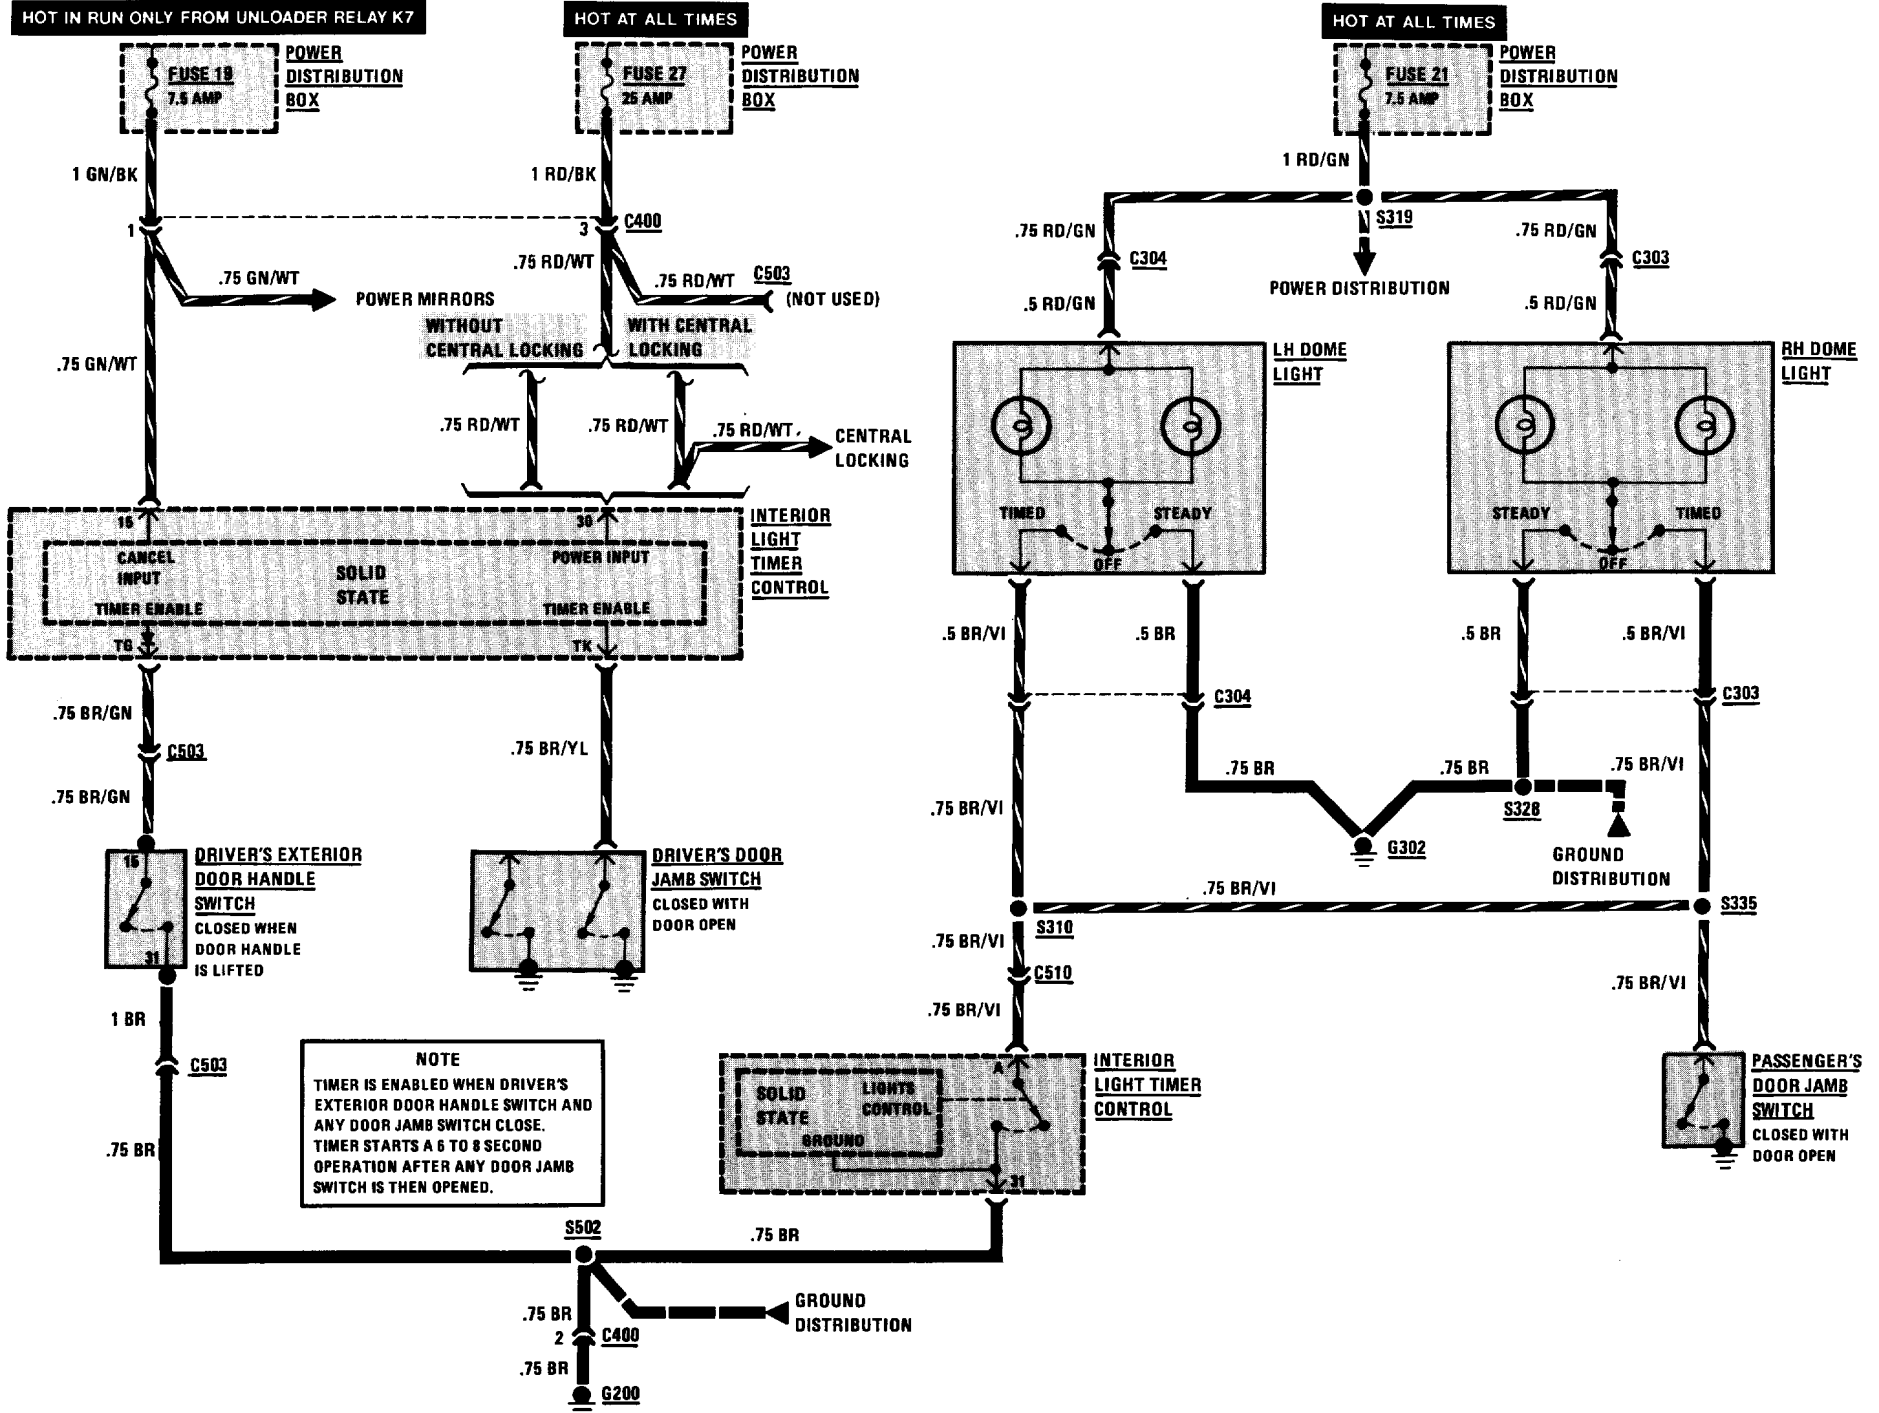 HOT IN RUN ONLY FROM UNLOADER RELAY K7
HOT AT ALL TIMES
HOT AT ALL TIMES
FUSE 19
7.5 AMP
POWER
DISTRIBUTION
BOX
FUSE 27
25 AMP
POWER
DISTRIBUTION
BOX
FUSE 21
7.5 AMP
POWER
DISTRIBUTION
BOX
1 GN/BK
1 RD/BK
1 RD/GN
1
3
C400
.75 GN/WT
POWER MIRRORS
.75 RD/WT
.75 RD/WT
C503
(NOT USED)
.75 RD/GN
S319
.75 RD/GN
C304
C303
POWER DISTRIBUTION
.5 RD/GN
.5 RD/GN
WITHOUT
CENTRAL LOCKING
WITH CENTRAL
LOCKING
.75 GN/WT
.75 RD/WT
.75 RD/WT
.75 RD/WT
CENTRAL
LOCKING
LH DOME
LIGHT
RH DOME
LIGHT
TIMED
STEADY
OFF
STEADY
TIMED
OFF
15
30
CANCEL
INPUT
POWER INPUT
SOLID
STATE
TIMER ENABLE
TIMER ENABLE
TG
TK
INTERIOR
LIGHT
TIMER
CONTROL
.5 BR/VI
.5 BR
.5 BR
.5 BR/VI
C304
C303
.75 BR/GN
C503
.75 BR/GN
.75 BR/YL
.75 BR
.75 BR
.75 BR/VI
S328
G302
GROUND
DISTRIBUTION
.75 BR/VI
.75 BR/VI
S310
S335
15
31
DRIVER'S EXTERIOR
DOOR HANDLE
SWITCH
CLOSED WHEN
DOOR HANDLE
IS LIFTED
DRIVER'S DOOR
JAMB SWITCH
CLOSED WITH
DOOR OPEN
.75 BR/VI
C510
.75 BR/VI
.75 BR/VI
1 BR
C503
.75 BR
NOTE
TIMER IS ENABLED WHEN DRIVER'S
EXTERIOR DOOR HANDLE SWITCH AND
ANY DOOR JAMB SWITCH CLOSE.
TIMER STARTS A 6 TO 8 SECOND
OPERATION AFTER ANY DOOR JAMB
SWITCH IS THEN OPENED.
A
SOLID
STATE
LIGHTS
CONTROL
GROUND
31
INTERIOR
LIGHT TIMER
CONTROL
PASSENGER'S
DOOR JAMB
SWITCH
CLOSED WITH
DOOR OPEN
S502
.75 BR
.75 BR
2
C400
.75 BR
G200
GROUND
DISTRIBUTION